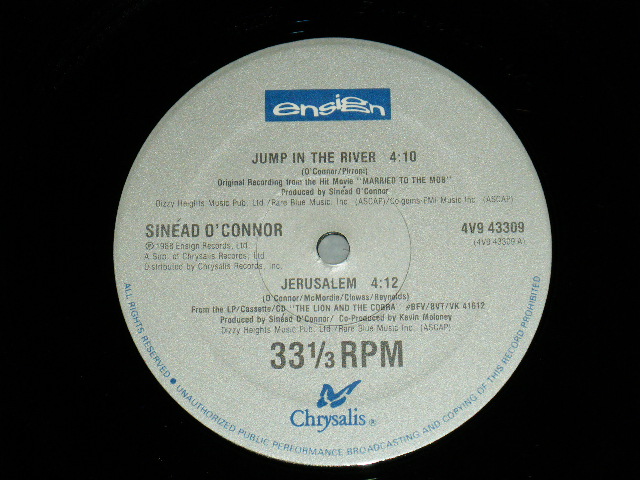 ensign
JUMP IN THE RIVER 4:10
(O'Connor/Pirroni)
Original Recording from the Hit Movie "MARRIED TO THE MOB"
Produced by Sinéad O'Connor
Dizzy Heights Music Pub. Ltd /Rare Blue Music, Inc. (ASCAP)/Colgems-EMI Music Inc. (ASCAP)
SINÉAD O'CONNOR
4V9 43309
℗ 1988 Ensign Records, Ltd.
(4V9 43309 A)
A Sub. of Chrysalis Records, Ltd
Distributed by Chrysalis Records, Inc.
JERUSALEM 4:12
(O'Connor/McMordie/Clowes/Reynolds)
From the LP/Cassette/CD "THE LION AND THE COBRA" #BFV/BVT/VK 41612
Produced by Sinéad O'Connor/ Co-Produced by Kevin Moloney
Dizzy Heights Music Pub. Ltd /Rare Blue Music Inc. (ASCAP)
33 1/3 RPM
Chrysalis ®
ALL RIGHTS RESERVED • UNAUTHORIZED PUBLIC PERFORMANCE BROADCASTING AND COPYING OF THIS RECORD PROHIBITED